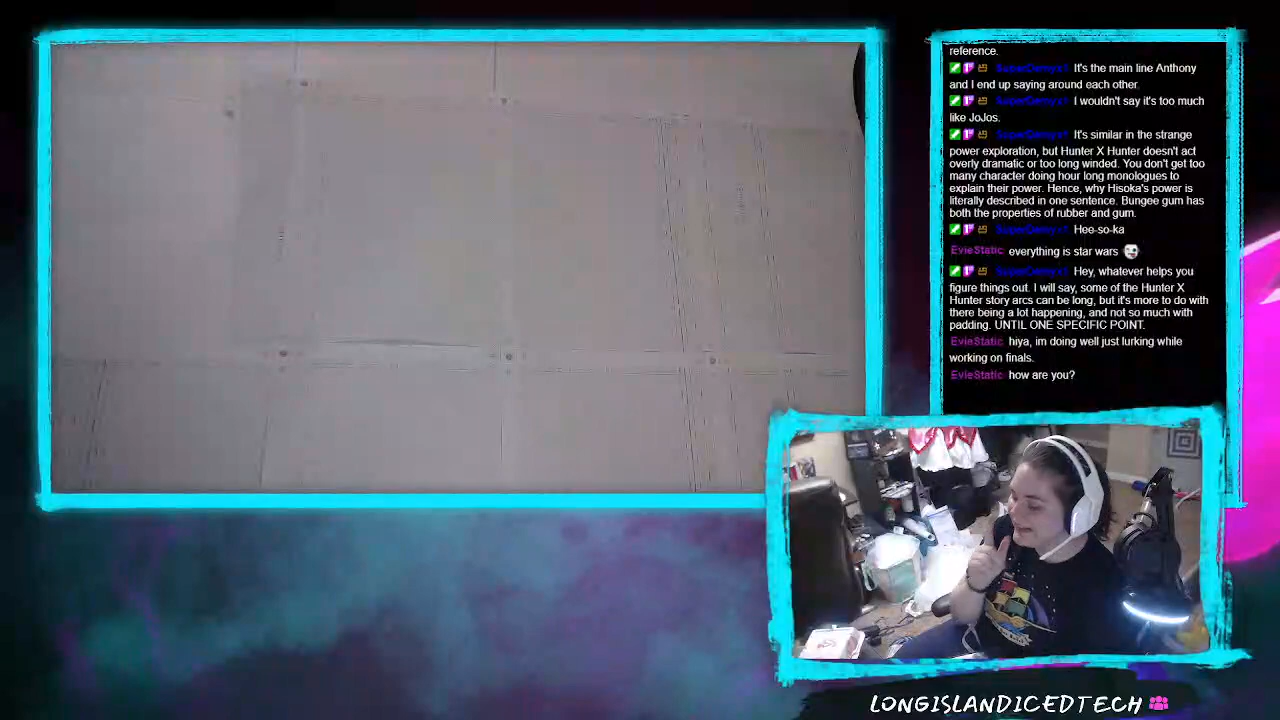 reference.
SuperDemyx1 It's the main line Anthony
and I end up saying around each other.
I wouldn't say it's too much
like JoJos.
It's similar in the strange
power exploration, but Hunter X Hunter doesn't act
overly dramatic or too long winded. You don't get too
many character doing hour long monologues to
explain their power. Hence, why Hisoka's power is
literally described in one sentence. Bungee gum has
both the properties of rubber and gum.
Hee-so-ka
EvieStatic everything is star wars
Hey, whatever helps you
figure things out. I will say, some of the Hunter X
Hunter story arcs can be long, but it's more to do with
there being a lot happening, and not so much with
padding. UNTIL ONE SPECIFIC POINT.
EvieStatic hiya, im doing well just lurking while
working on finals.
EvieStatic how are you?
LONGISLANDICEDTECH